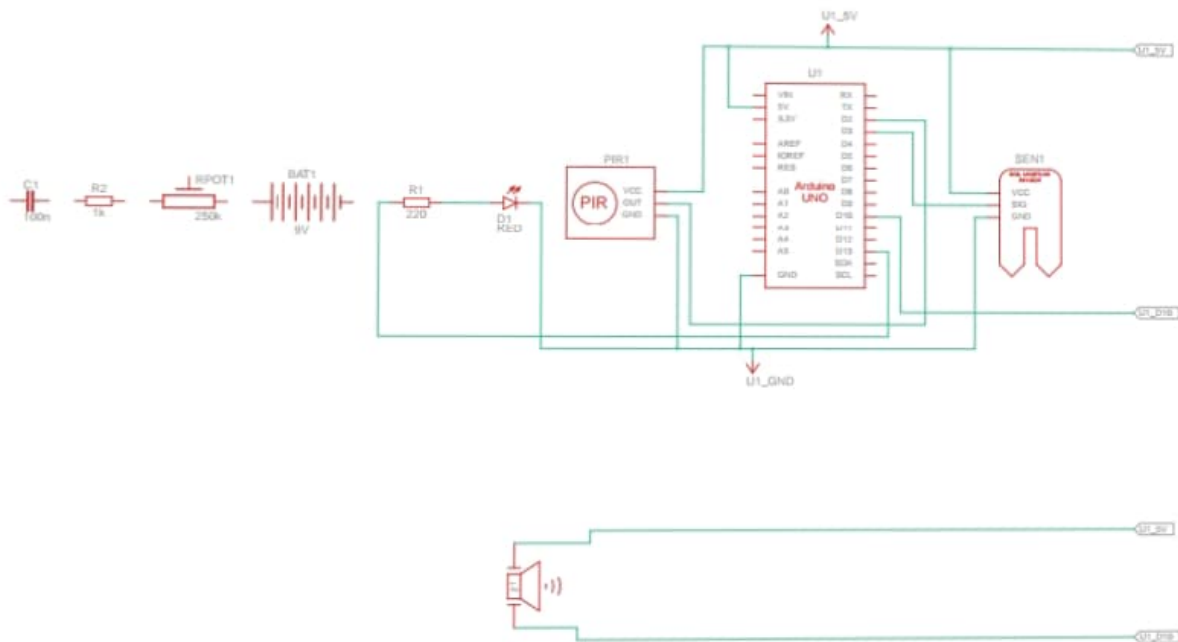 U1_5V
U1_5V
U1
VIN
5V
3.3V
AREF
IOREF
RES
A0
A1
A2
A3
A4
A5
GND
Arduino
UNO
RX
TX
D2
D3
D4
D5
D6
D7
D8
D9
D10
D11
D12
D13
SDA
SCL
C1
100n
R2
1k
RPOT1
250k
BAT1
9V
R1
220
D1
RED
PIR1
PIR
VCC
OUT
GND
SEN1
VCC
SIG
GND
U1_D10
U1_GND
U1_5V
U1_D10